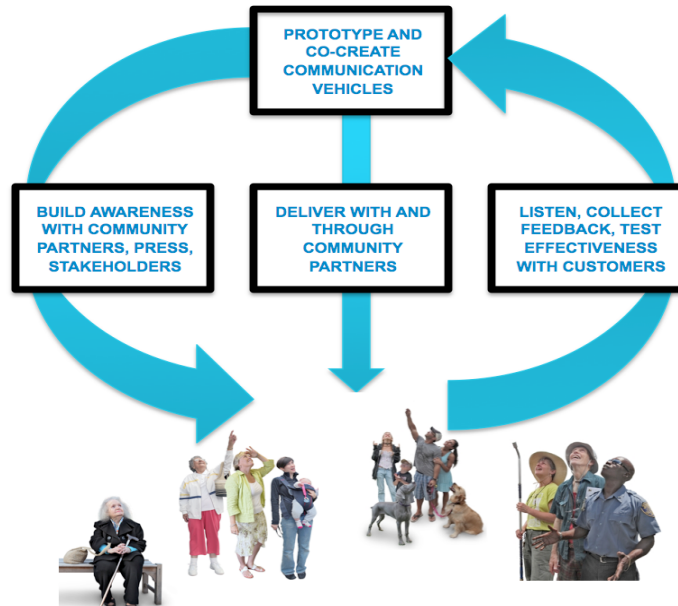 PROTOTYPE AND
CO-CREATE
COMMUNICATION
VEHICLES
BUILD AWARENESS
WITH COMMUNITY
PARTNERS, PRESS,
STAKEHOLDERS
DELIVER WITH AND
THROUGH
COMMUNITY
PARTNERS
LISTEN, COLLECT
FEEDBACK, TEST
EFFECTIVENESS
WITH CUSTOMERS